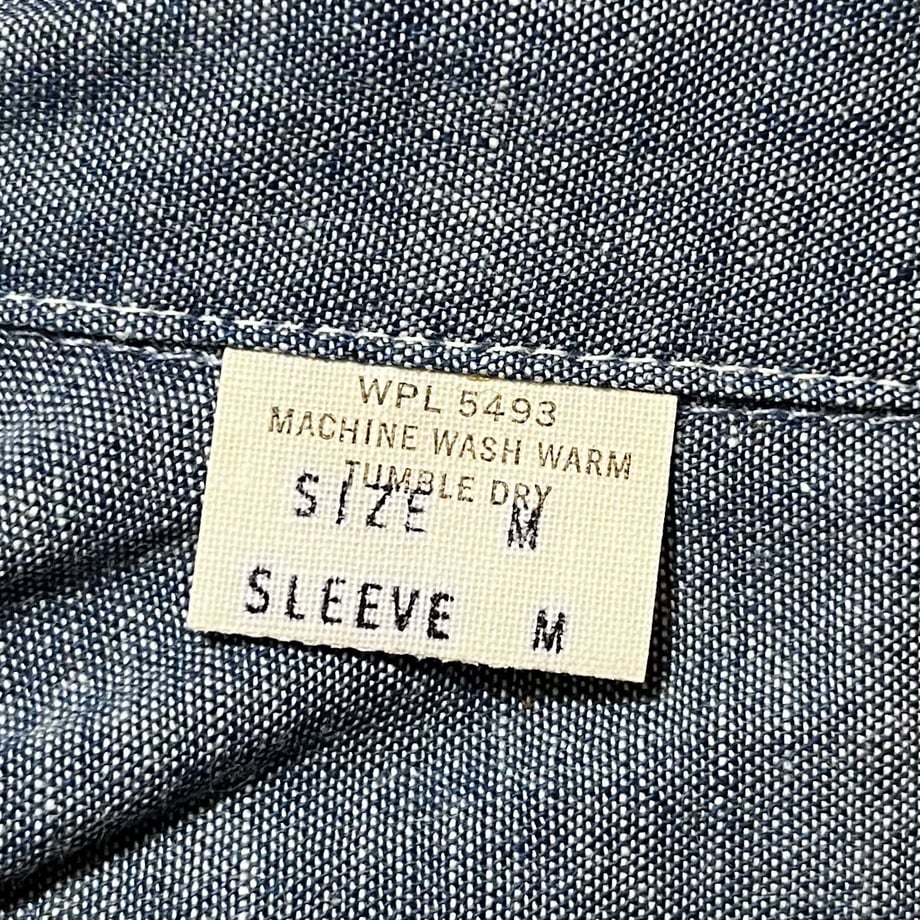 WPL 5493
MACHINE WASH WARM
TUMBLE DRY
SIZE M
SLEEVE M